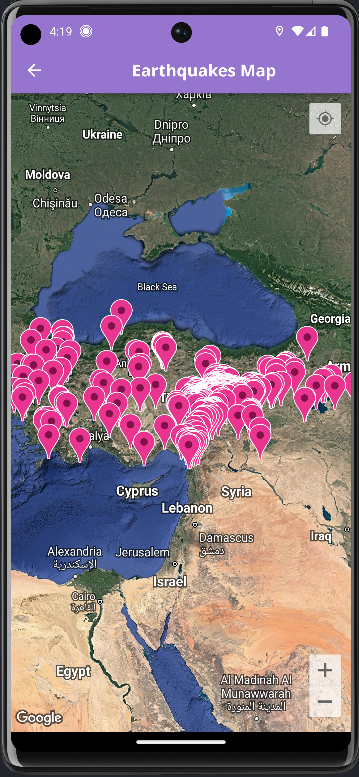 4:19
Earthquakes Map
Харків
Vinnytsia
Вінниця
Dnipro
Дніпро
Ukraine
Moldova
Chișinău
Odesa
Одеса
Black Sea
Georgia
Arm
An
T
alya
Cyprus
Syria
Lebanon
Damascus
دمشق
Iraq
Alexandria
الإسكندرية
Jerusalem
Israel
Cairo
القاهرة
Egypt
Al Madinah Al
Munawwarah
المدينة المنورة
Google